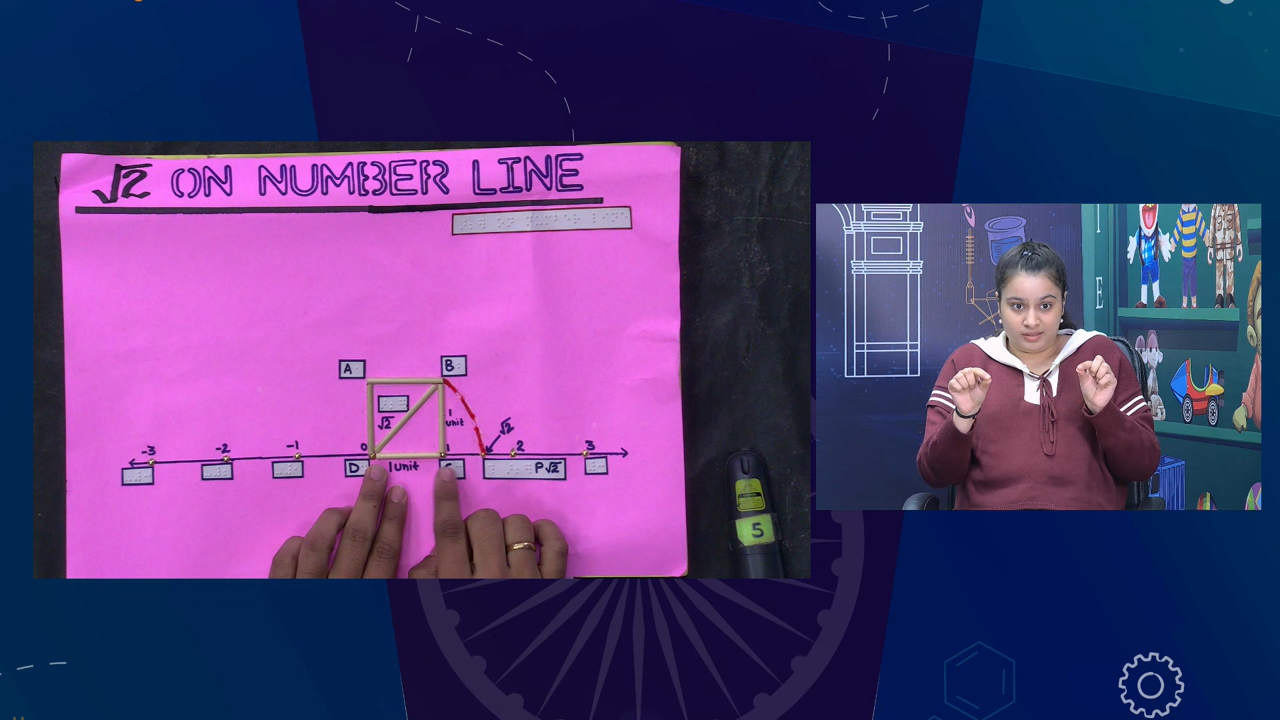 √2 ON NUMBER LINE
A B
√2 1 unit √2
-3 -2 -1 0 1 2 3
D 1unit C P√2
5
I
E